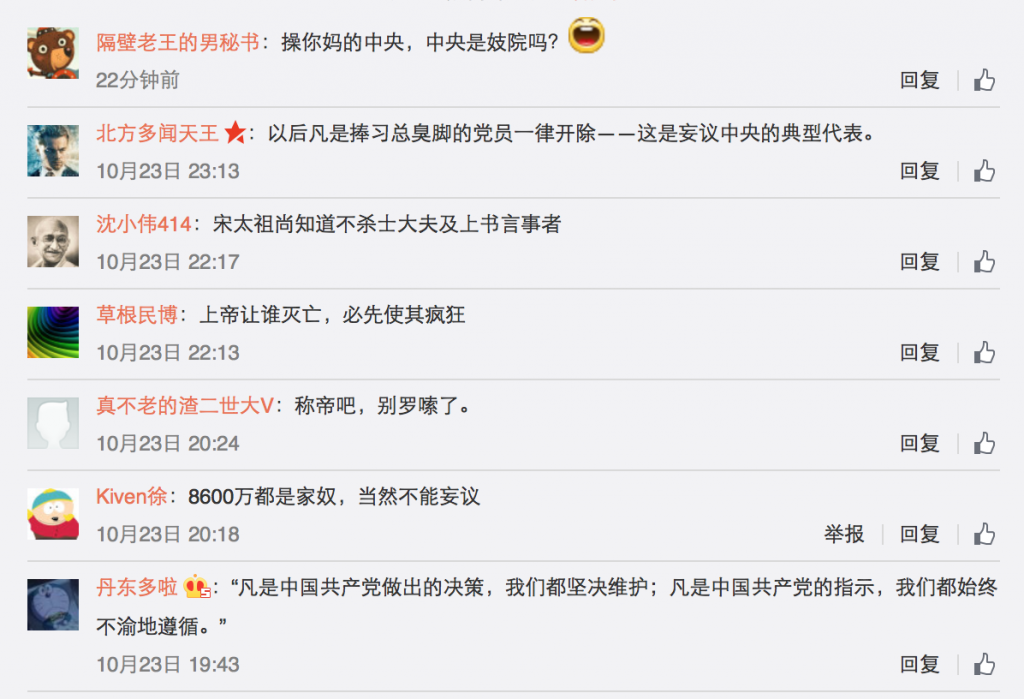 隔壁老王的男秘书：操你妈的中央，中央是妓院吗？
22分钟前
回复
北方多闻天王：以后凡是捧习总臭脚的党员一律开除——这是妄议中央的典型代表。
10月23日 23:13
回复
沈小伟414：宋太祖尚知道不杀士大夫及上书言事者
10月23日 22:17
回复
草根民博：上帝让谁灭亡，必先使其疯狂
10月23日 22:13
回复
真不老的渣二世大V：称帝吧，别罗嗦了。
10月23日 20:24
回复
Kiven徐：8600万都是家奴，当然不能妄议
10月23日 20:18
举报 回复
丹东多啦：“凡是中国共产党做出的决策，我们都坚决维护；凡是中国共产党的指示，我们都始终
不渝地遵循。”
10月23日 19:43
回复